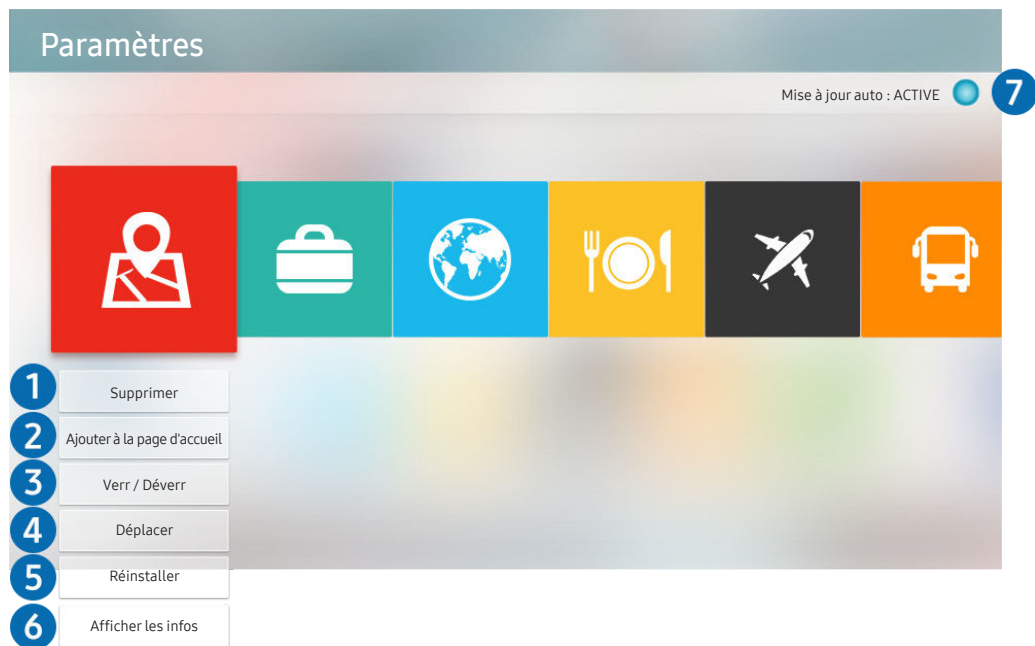 Paramètres
Mise à jour auto : ACTIVE
7
1
Supprimer
2
Ajouter à la page d'accueil
3
Verr / Déverr
4
Déplacer
5
Réinstaller
6
Afficher les infos